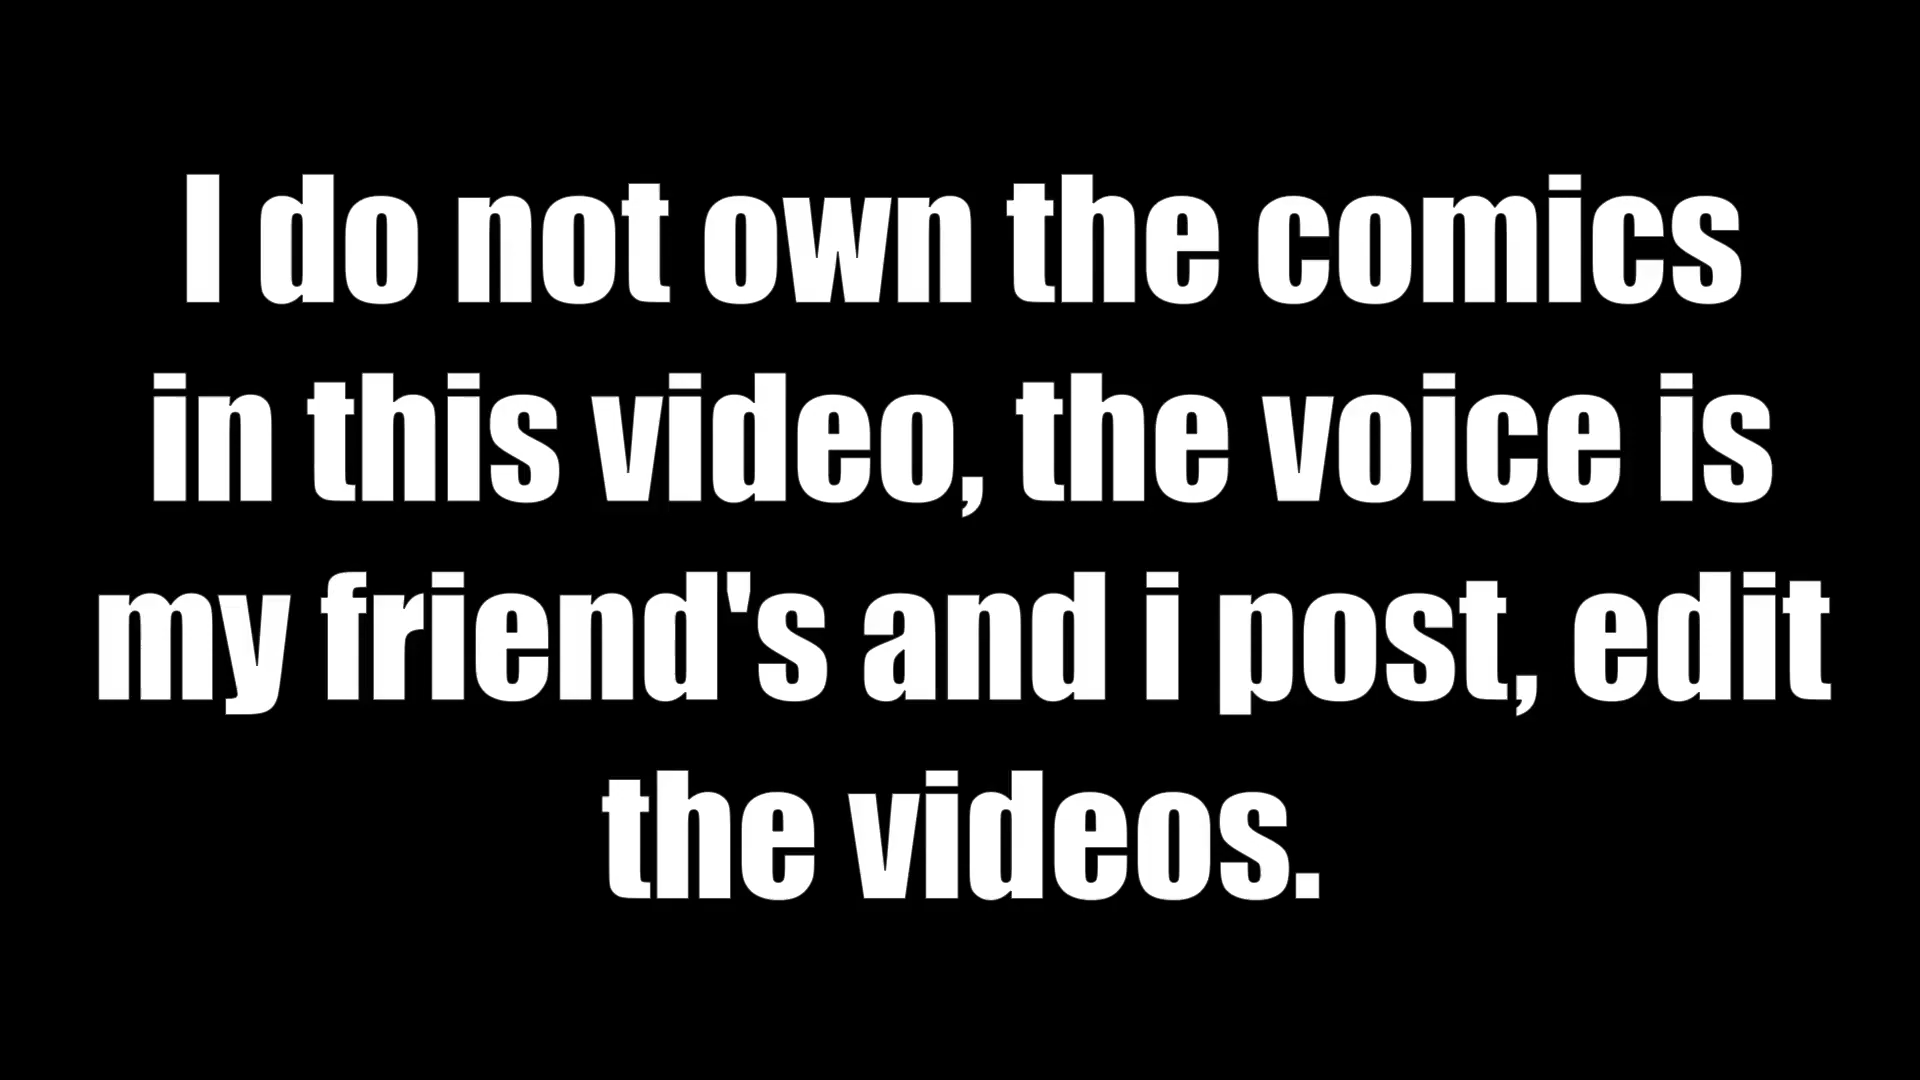 I do not own the comics
in this video, the voice is
my friend's and i post, edit
the videos.